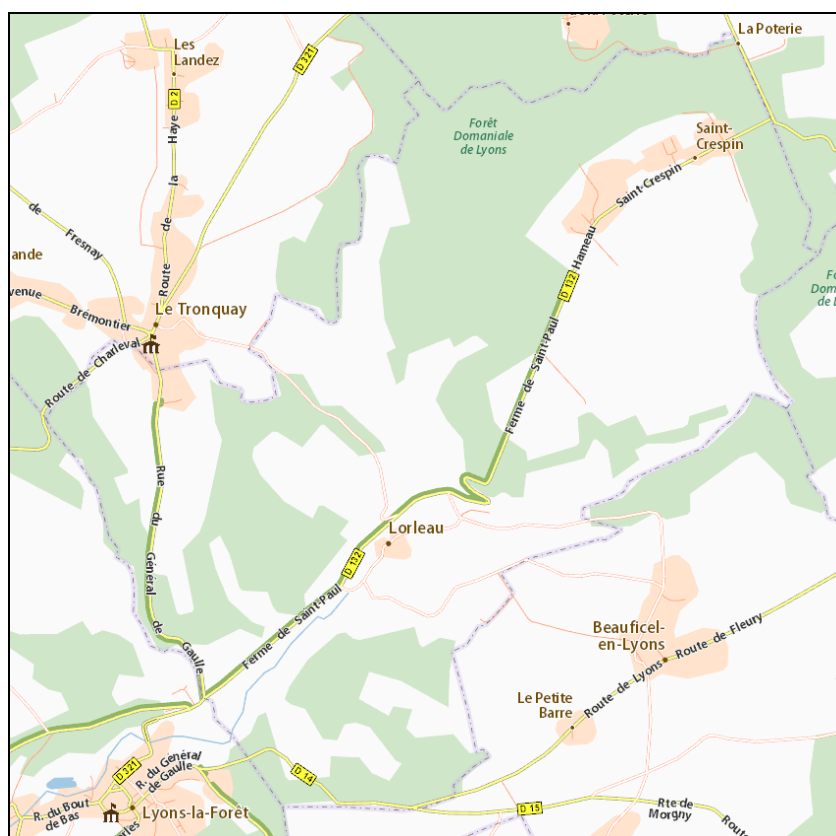 La Poterie
Les
Landez
D 321
D 2
Forêt
Domaniale
de Lyons
Saint-
Crespin
Hameau Saint-Crespin
Route de la Haye
de Fresnay
D 132
Le Tronquay
Brémontier
Route de Charleval
Ferme de Saint-Paul
Rue du Général de Gaulle
Lorleau
D 132
Ferme de Saint-Paul
Beauficel-
en-Lyons
Route de Fleury
Route de Lyons
Le Petite
Barre
D 321
R. du Général
de Gaulle
D 14
D 15
Rte de
Morgny
Route
R. du Bout
de Bas
Lyons-la-Forêt